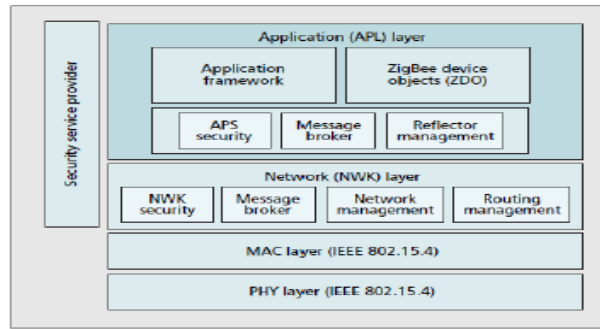 Security service provider
Application (APL) layer
Application
framework
ZigBee device
objects (ZDO)
APS
security
Message
broker
Reflector
management
Network (NWK) layer
NWK
security
Message
broker
Network
management
Routing
management
MAC layer (IEEE 802.15.4)
PHY layer (IEEE 802.15.4)